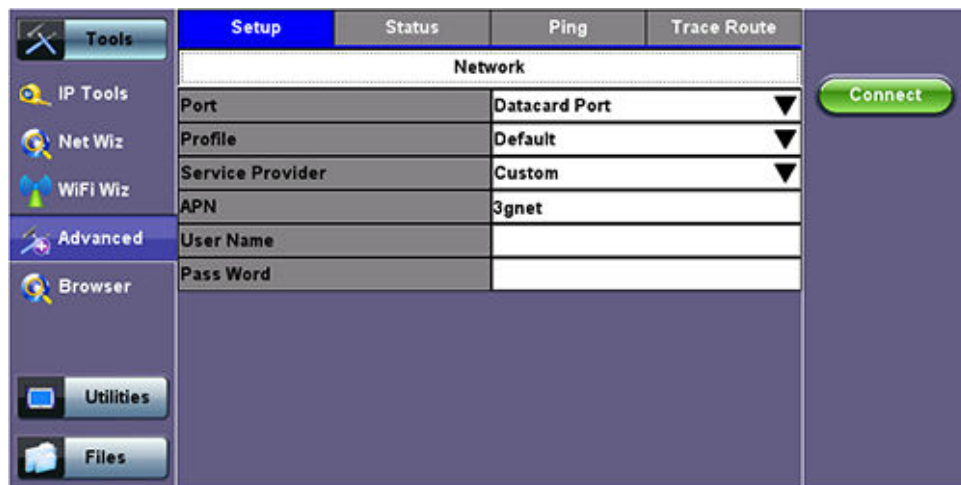 Tools
IP Tools
Net Wiz
WiFi Wiz
Advanced
Browser
Utilities
Files
Setup Status Ping Trace Route
Network
Port Datacard Port
Profile Default
Service Provider Custom
APN 3gnet
User Name
Pass Word
Connect